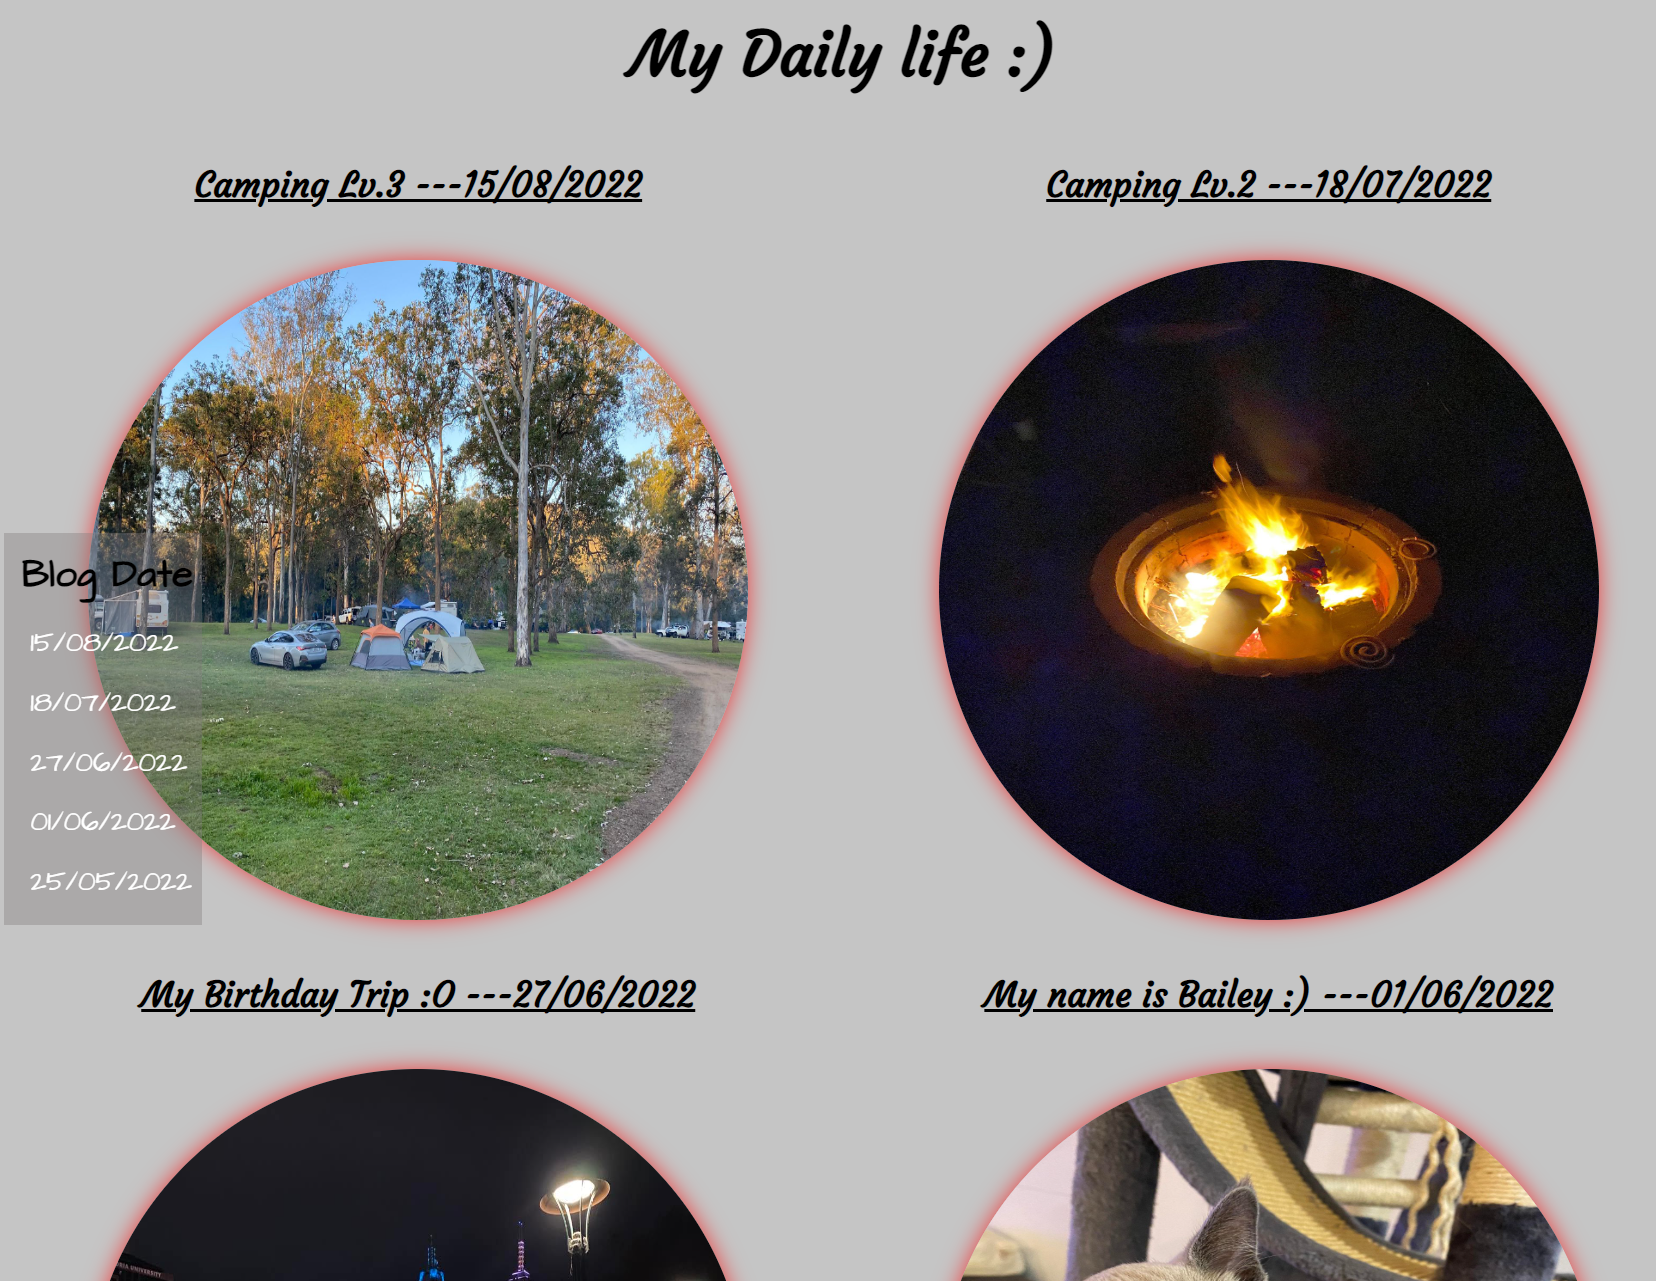 My Daily life :)
Camping Lv.3 ---15/08/2022
Camping Lv.2 ---18/07/2022
Blog Date
15/08/2022
18/07/2022
27/06/2022
01/06/2022
25/05/2022
My Birthday Trip :O ---27/06/2022
My name is Bailey :) ---01/06/2022
UNIVERSITY